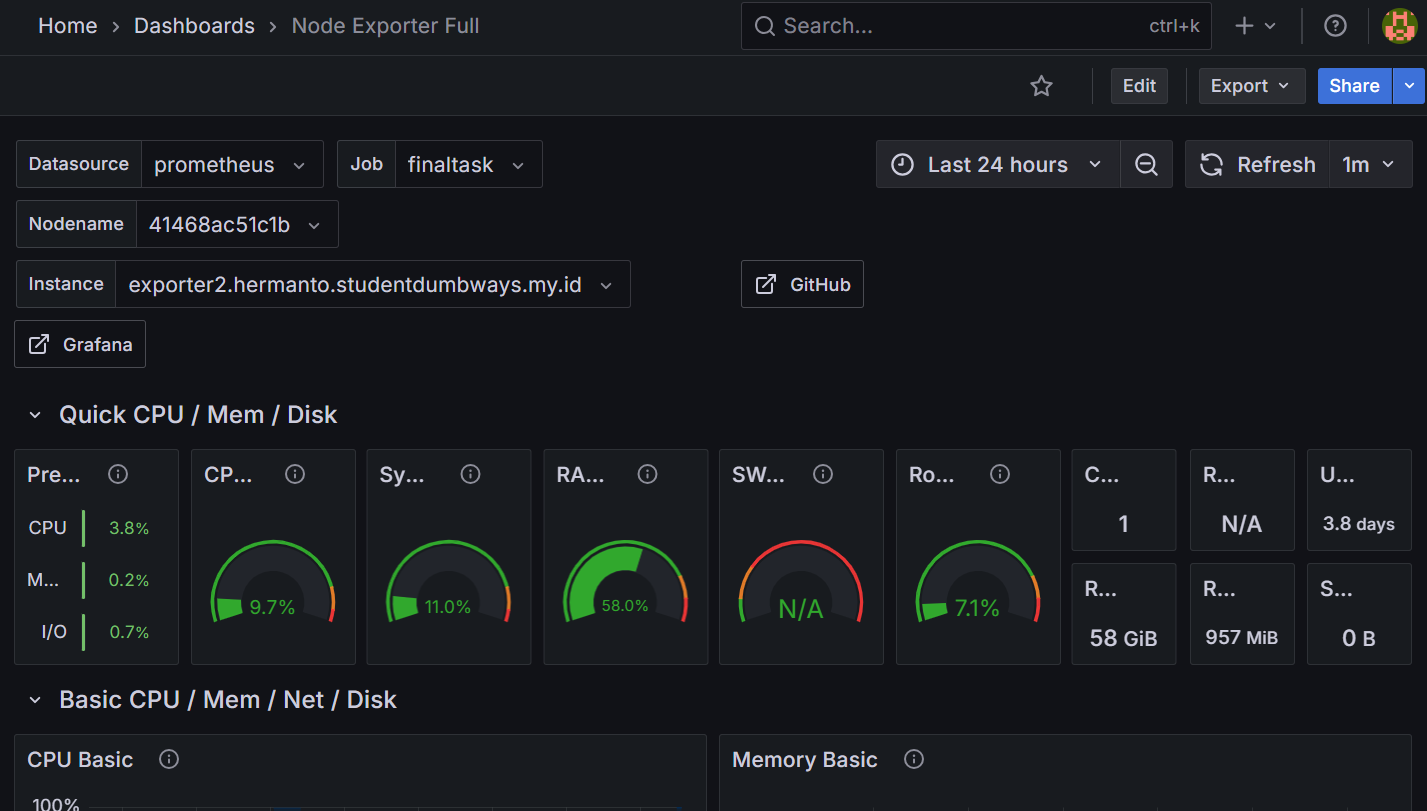 Home > Dashboards > Node Exporter Full
Search... ctrl+k
Edit Export Share
Datasource prometheus Job finaltask Last 24 hours Refresh 1m
Nodename 41468ac51c1b
Instance exporter2.hermanto.studentdumbways.my.id GitHub
Grafana
Quick CPU / Mem / Disk
Pre...
CPU 3.8%
M... 0.2%
I/O 0.7%
CP...
9.7%
Sy...
11.0%
RA...
58.0%
SW...
N/A
Ro...
7.1%
C...
1
R...
N/A
U...
3.8 days
R...
58 GiB
R...
957 MiB
S...
0 B
Basic CPU / Mem / Net / Disk
CPU Basic
100%
Memory Basic